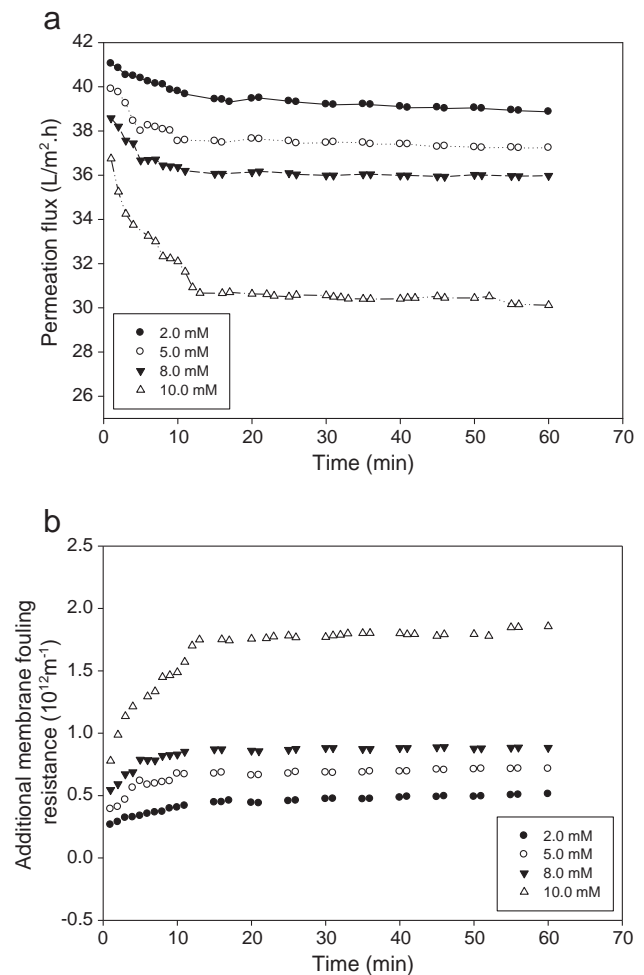 a
Permeation flux (L/m².h)
42
40
38
36
34
32
30
28
26
2.0 mM
5.0 mM
8.0 mM
10.0 mM
0 10 20 30 40 50 60 70
Time (min)
b
Additional membrane fouling
resistance (10¹²m⁻¹)
2.5
2.0
1.5
1.0
0.5
0.0
-0.5
2.0 mM
5.0 mM
8.0 mM
10.0 mM
0 10 20 30 40 50 60 70
Time (min)